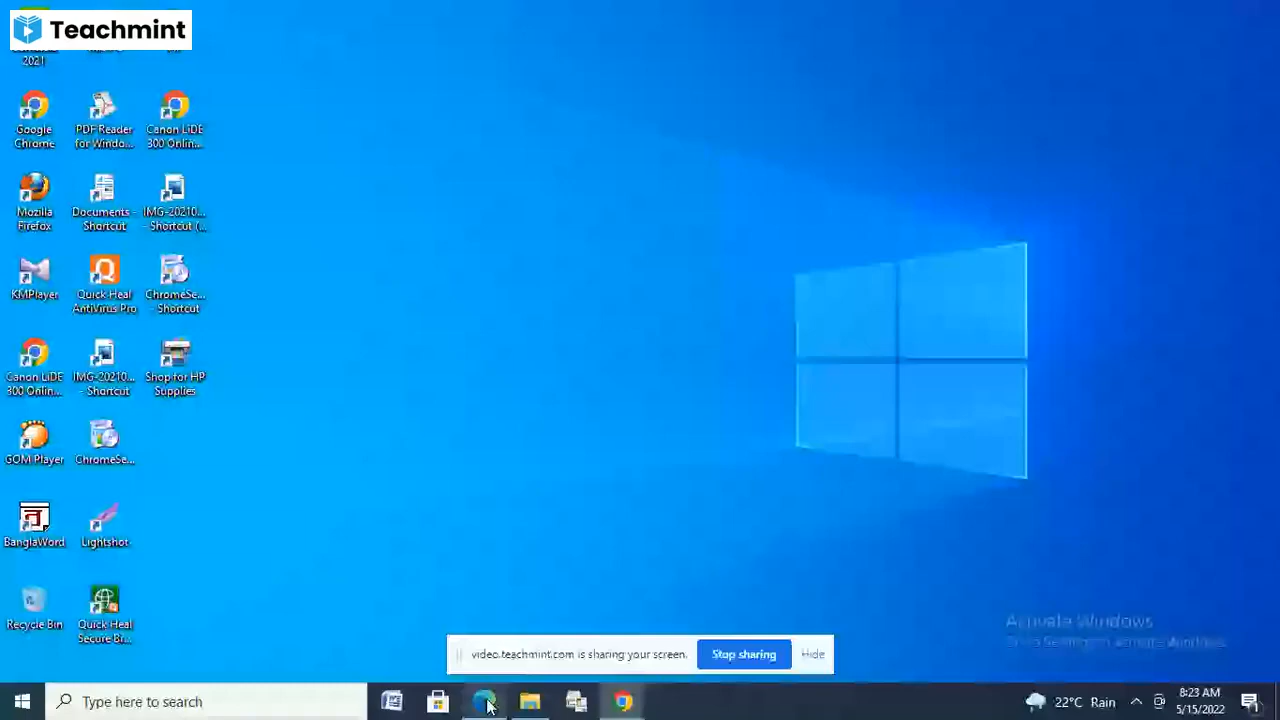 Teachmint
2021
Google
Chrome
PDF Reader
for Windo...
Canon LiDE
300 Onlin...
Mozilla
Firefox
Documents -
Shortcut
IMG-20210...
- Shortcut (...
KMPlayer
Quick Heal
AntiVirus Pro
ChromeSe...
- Shortcut
Canon LiDE
300 Onlin...
IMG-20210...
- Shortcut
Shop for HP
Supplies
GOM Player
ChromeSe...
BanglaWord
Lightshot
Recycle Bin
Quick Heal
Secure Br...
video.teachmint.com is sharing your screen.
Stop sharing
Hide
Activate Windows
Type here to search
22°C Rain
8:23 AM
5/15/2022